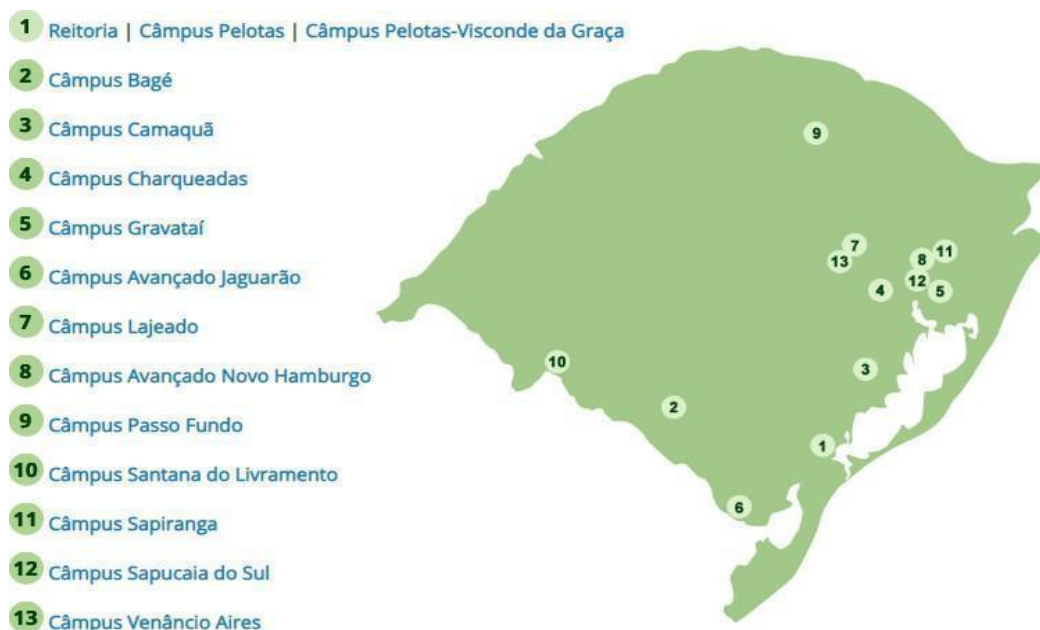 1 Reitoria | Câmpus Pelotas | Câmpus Pelotas-Visconde da Graça
2 Câmpus Bagé
3 Câmpus Camaquã
4 Câmpus Charqueadas
5 Câmpus Gravataí
6 Câmpus Avançado Jaguarão
7 Câmpus Lajeado
8 Câmpus Avançado Novo Hamburgo
9 Câmpus Passo Fundo
10 Câmpus Santana do Livramento
11 Câmpus Sapiranga
12 Câmpus Sapucaia do Sul
13 Câmpus Venâncio Aires
9
7
11
8
13
12
4
5
10
3
2
1
6